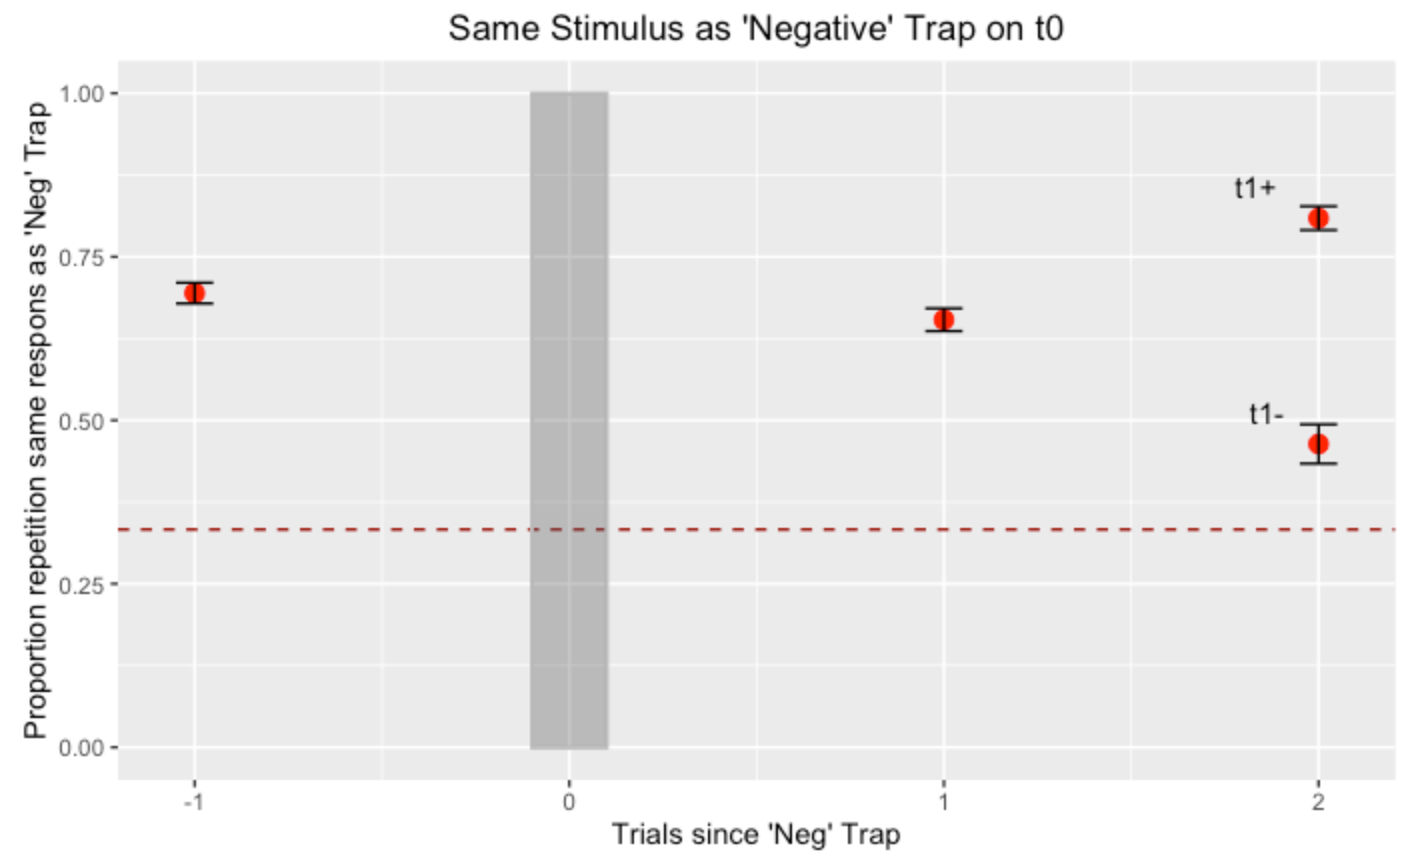 Same Stimulus as 'Negative' Trap on t0
Proportion repetition same respons as 'Neg' Trap
1.00
0.75
0.50
0.25
0.00
t1+
t1-
-1
0
1
2
Trials since 'Neg' Trap